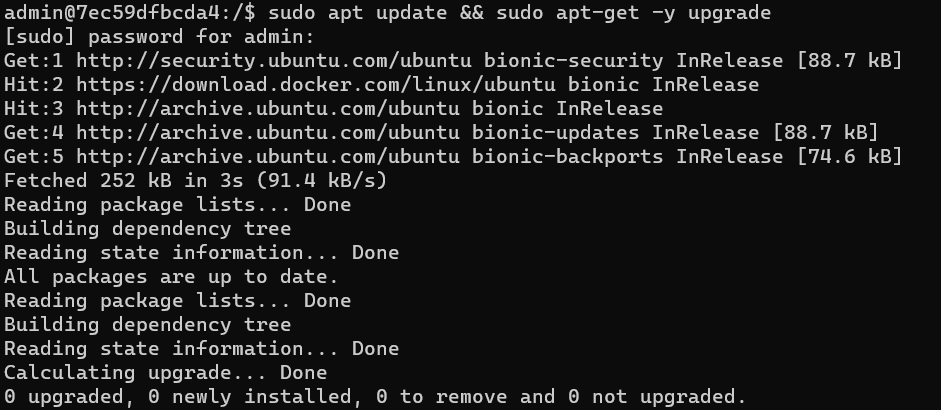 admin@7ec59dfbcda4:/$ sudo apt update && sudo apt-get -y upgrade
[sudo] password for admin:
Get:1 http://security.ubuntu.com/ubuntu bionic-security InRelease [88.7 kB]
Hit:2 https://download.docker.com/linux/ubuntu bionic InRelease
Hit:3 http://archive.ubuntu.com/ubuntu bionic InRelease
Get:4 http://archive.ubuntu.com/ubuntu bionic-updates InRelease [88.7 kB]
Get:5 http://archive.ubuntu.com/ubuntu bionic-backports InRelease [74.6 kB]
Fetched 252 kB in 3s (91.4 kB/s)
Reading package lists... Done
Building dependency tree
Reading state information... Done
All packages are up to date.
Reading package lists... Done
Building dependency tree
Reading state information... Done
Calculating upgrade... Done
0 upgraded, 0 newly installed, 0 to remove and 0 not upgraded.